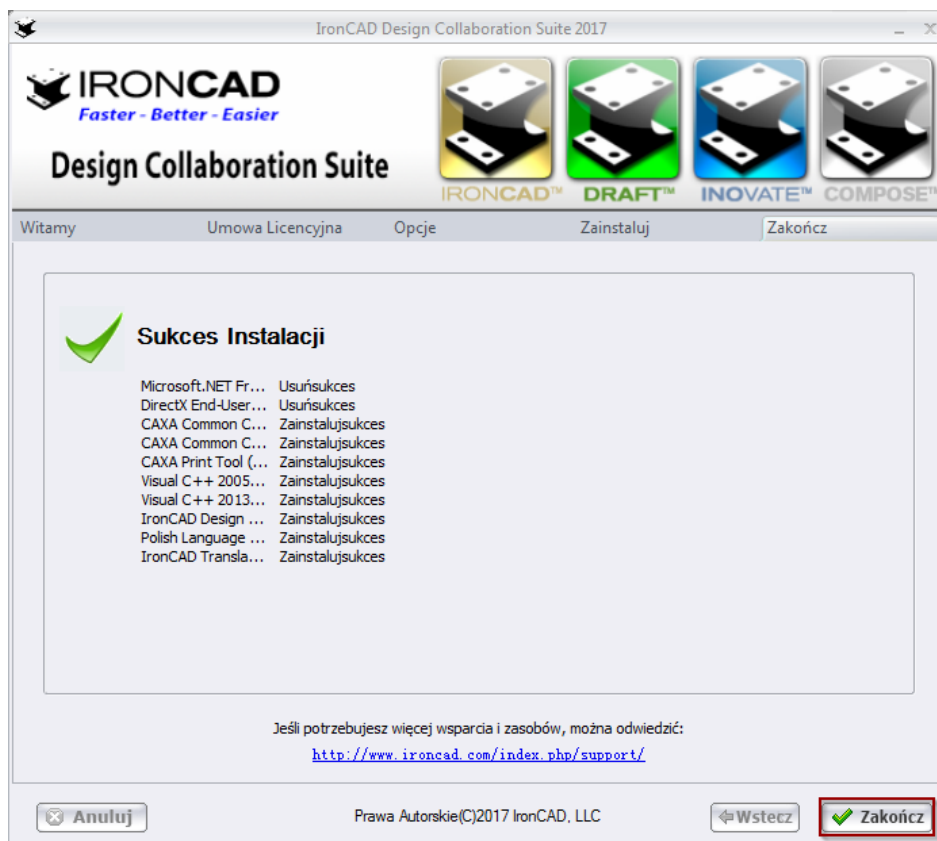 IronCAD Design Collaboration Suite 2017
IRONCAD
Faster - Better - Easier
Design Collaboration Suite
IRONCAD™ DRAFT™ INOVATE™ COMPOSE™
Witamy Umowa Licencyjna Opcje Zainstaluj Zakończ
Sukces Instalacji
Microsoft.NET Fr... Usuńsukces
DirectX End-User... Usuńsukces
CAXA Common C... Zainstalujsukces
CAXA Common C... Zainstalujsukces
CAXA Print Tool (... Zainstalujsukces
Visual C++ 2005... Zainstalujsukces
Visual C++ 2013... Zainstalujsukces
IronCAD Design ... Zainstalujsukces
Polish Language ... Zainstalujsukces
IronCAD Transla... Zainstalujsukces
Jeśli potrzebujesz więcej wsparcia i zasobów, można odwiedzić:
http://www.ironcad.com/index.php/support/
Anuluj Prawa Autorskie(C)2017 IronCAD, LLC Wstecz Zakończ